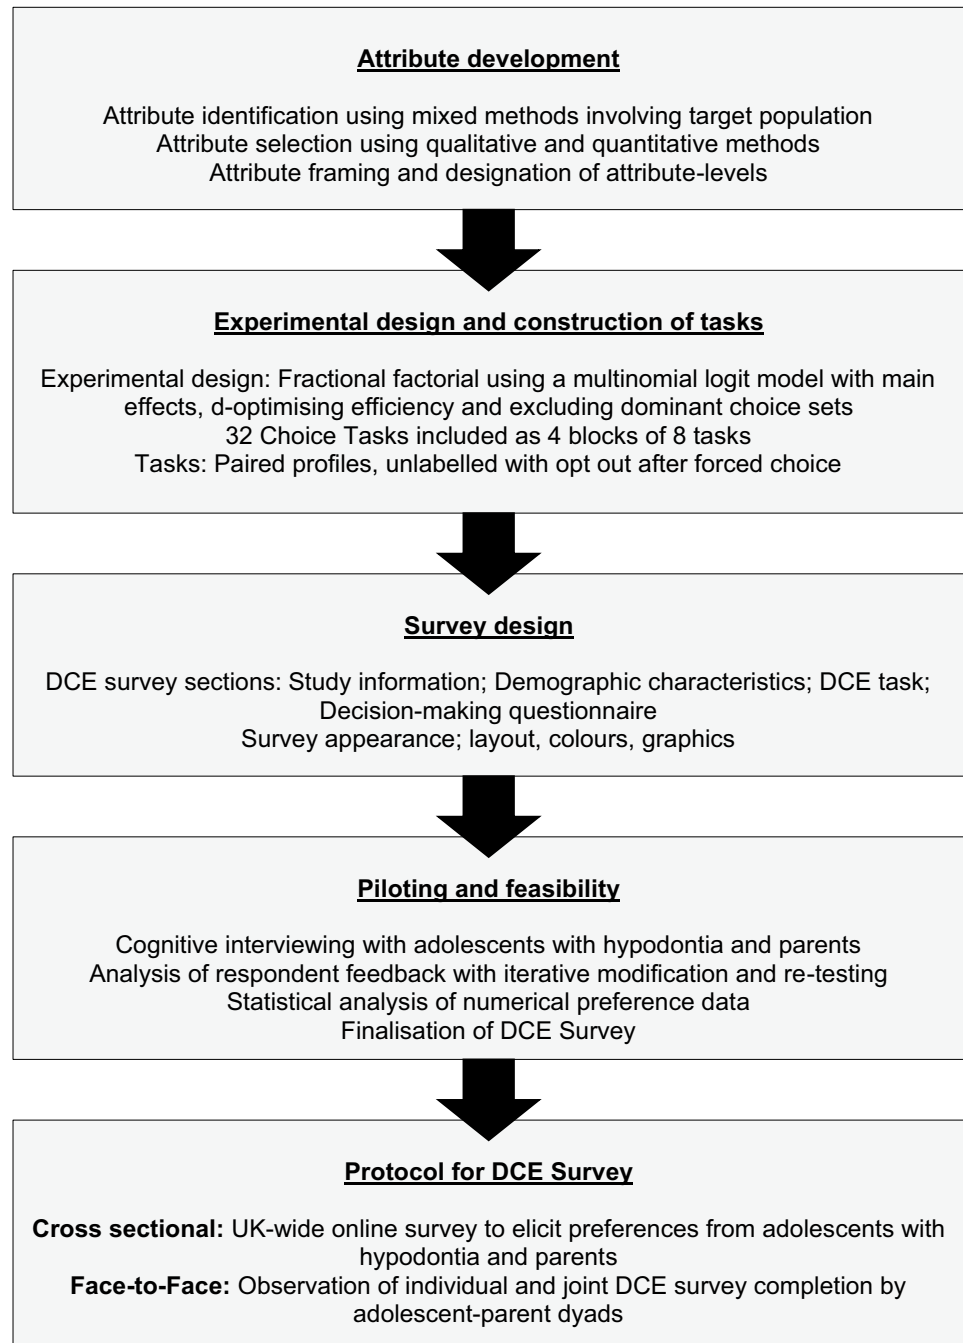 Attribute development
Attribute identification using mixed methods involving target population
Attribute selection using qualitative and quantitative methods
Attribute framing and designation of attribute-levels
Experimental design and construction of tasks
Experimental design: Fractional factorial using a multinomial logit model with main
effects, d-optimising efficiency and excluding dominant choice sets
32 Choice Tasks included as 4 blocks of 8 tasks
Tasks: Paired profiles, unlabelled with opt out after forced choice
Survey design
DCE survey sections: Study information; Demographic characteristics; DCE task;
Decision-making questionnaire
Survey appearance; layout, colours, graphics
Piloting and feasibility
Cognitive interviewing with adolescents with hypodontia and parents
Analysis of respondent feedback with iterative modification and re-testing
Statistical analysis of numerical preference data
Finalisation of DCE Survey
Protocol for DCE Survey
Cross sectional: UK-wide online survey to elicit preferences from adolescents with
hypodontia and parents
Face-to-Face: Observation of individual and joint DCE survey completion by
adolescent-parent dyads